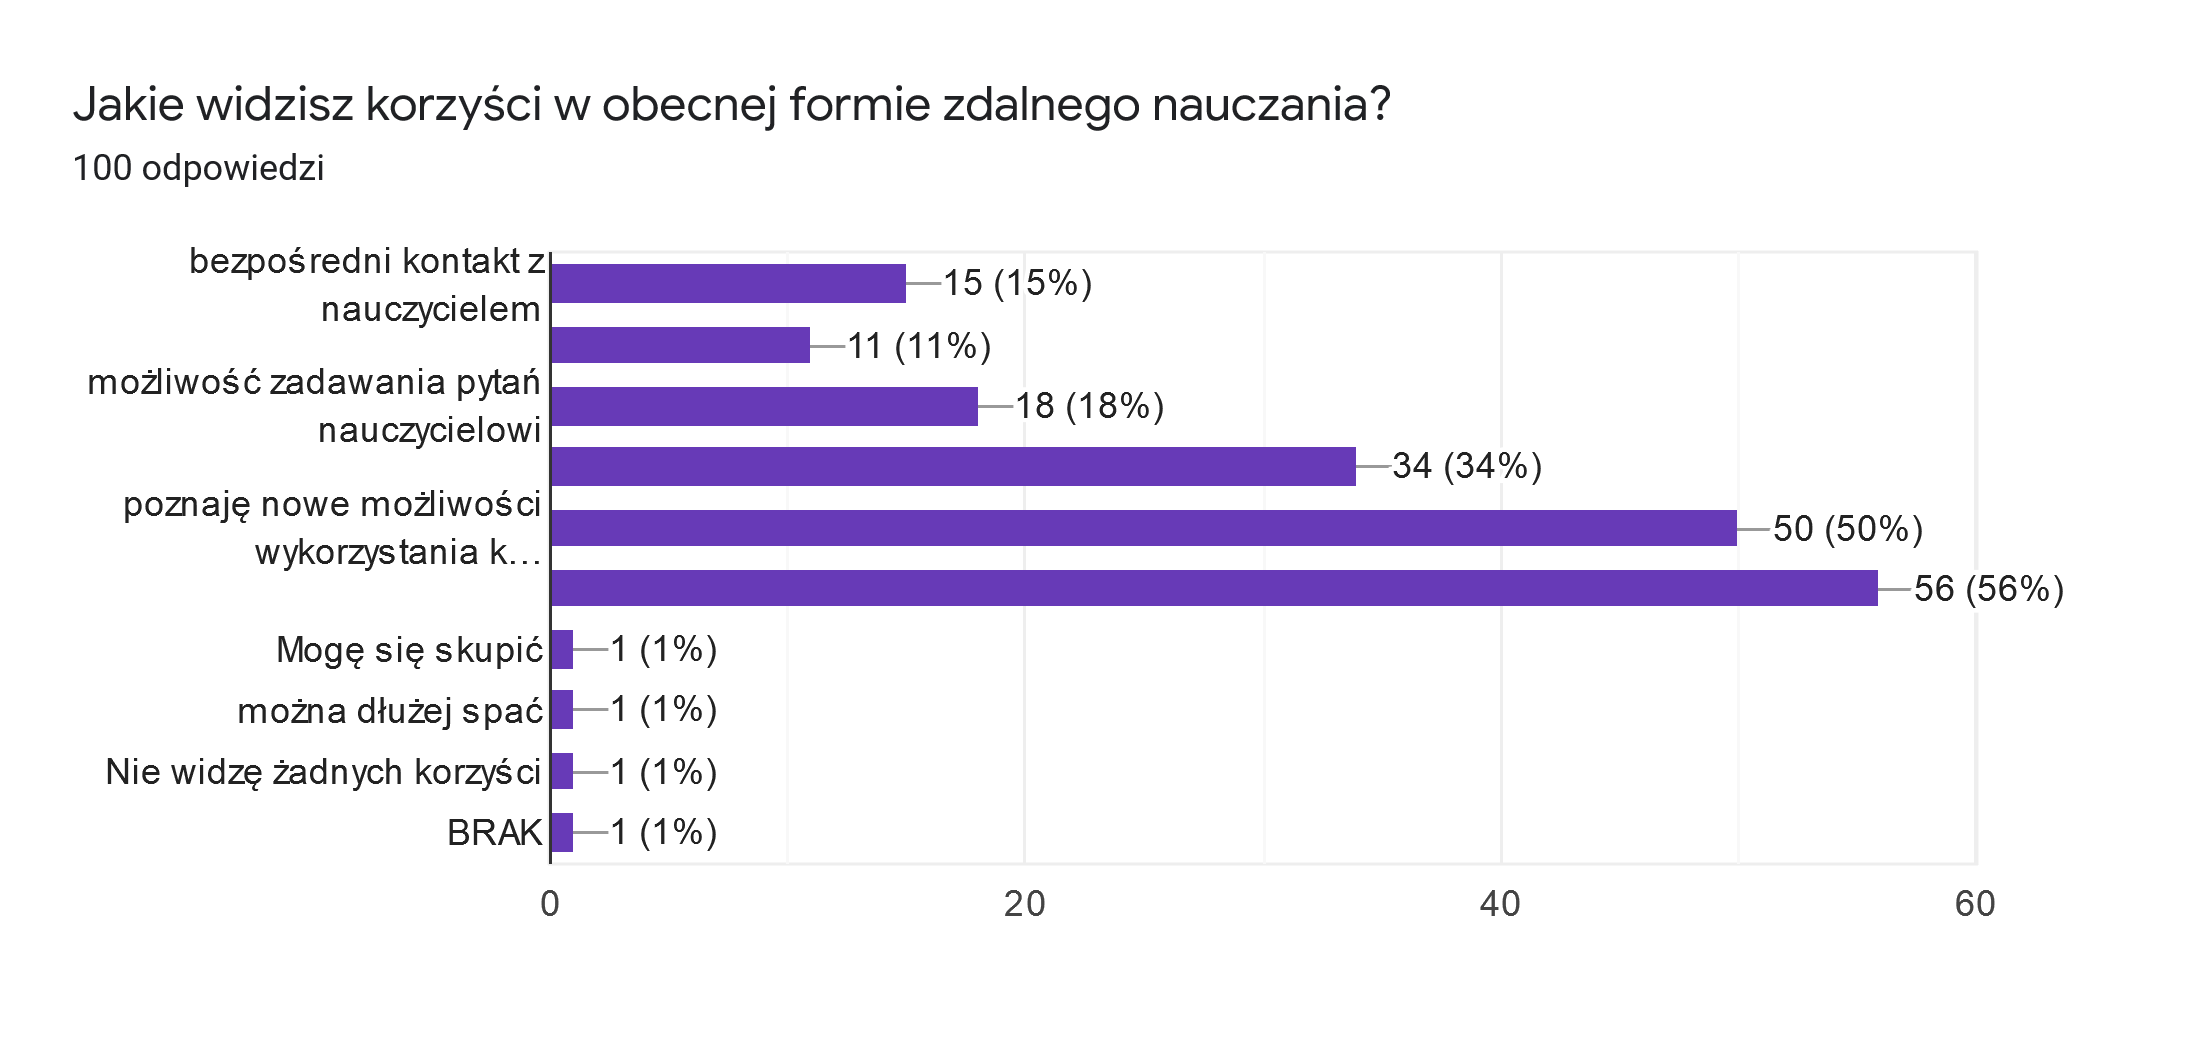 Jakie widzisz korzyści w obecnej formie zdalnego nauczania?
100 odpowiedzi
bezpośredni kontakt z
nauczycielem
15 (15%)
11 (11%)
możliwość zadawania pytań
nauczycielowi
18 (18%)
34 (34%)
poznaję nowe możliwości
wykorzystania k...
50 (50%)
56 (56%)
Mogę się skupić
1 (1%)
można dłużej spać
1 (1%)
Nie widzę żadnych korzyści
1 (1%)
BRAK
1 (1%)
0
20
40
60